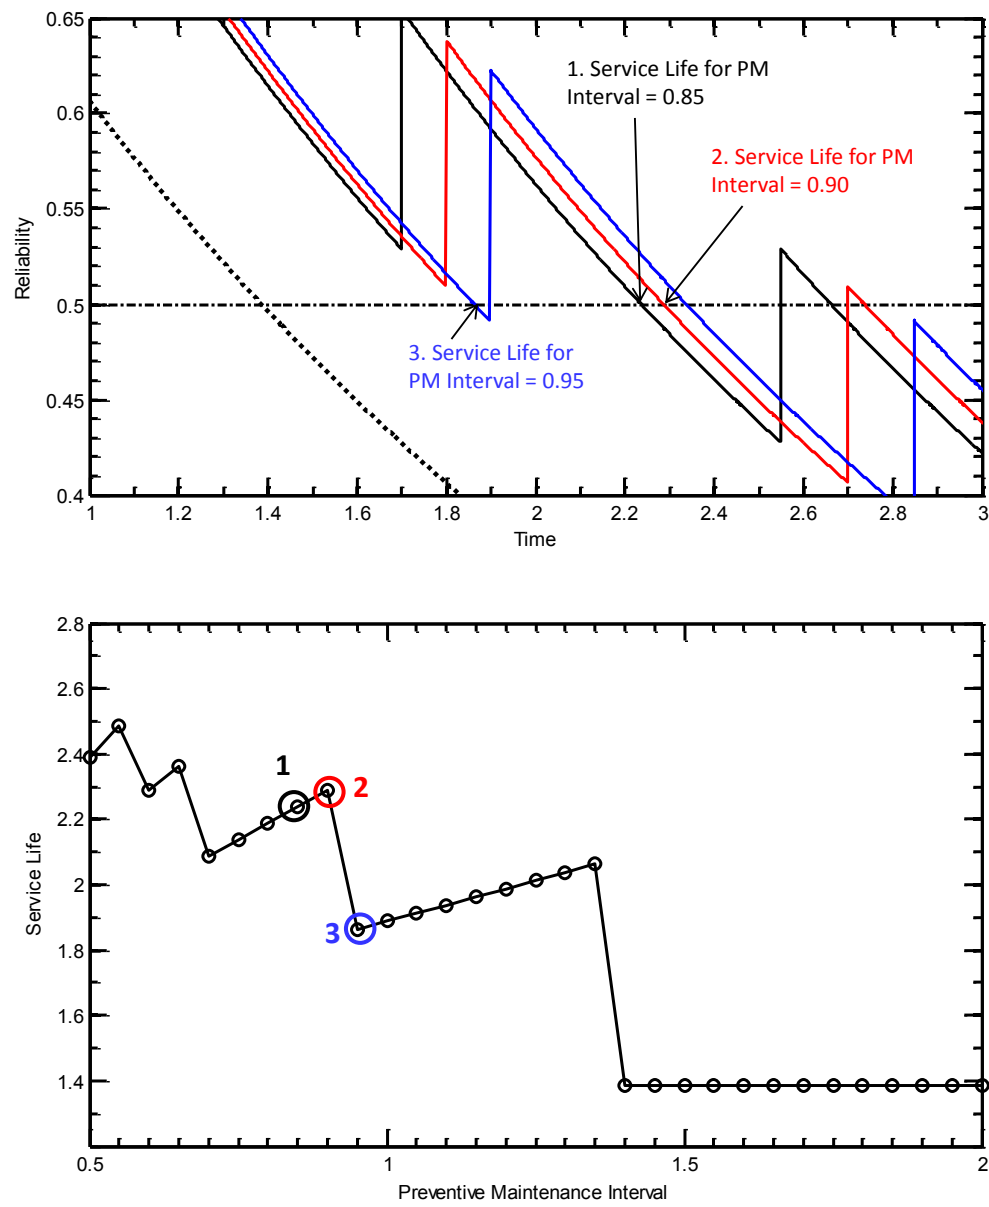 0.65
0.6
0.55
0.5
0.45
0.4
Reliability
1. Service Life for PM
Interval = 0.85
2. Service Life for PM
Interval = 0.90
3. Service Life for
PM Interval = 0.95
1 1.2 1.4 1.6 1.8 2 2.2 2.4 2.6 2.8 3
Time
2.8
2.6
2.4
2.2
2
1.8
1.6
1.4
Service Life
1
2
3
0.5 1 1.5 2
Preventive Maintenance Interval